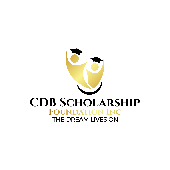 CDB Scholarship
Foundation Inc
THE DREAM LIVES ON